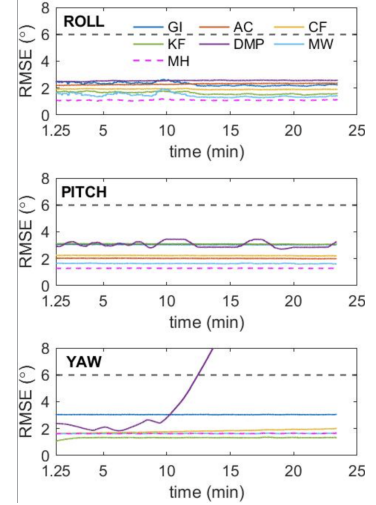 8
ROLL
GI AC CF
6
KF DMP MW
MH
4
2
0
1.25 5 10 15 20 25
RMSE (°)
time (min)
8
PITCH
6
4
2
0
1.25 5 10 15 20 25
RMSE (°)
time (min)
8
YAW
6
4
2
0
1.25 5 10 15 20 25
RMSE (°)
time (min)